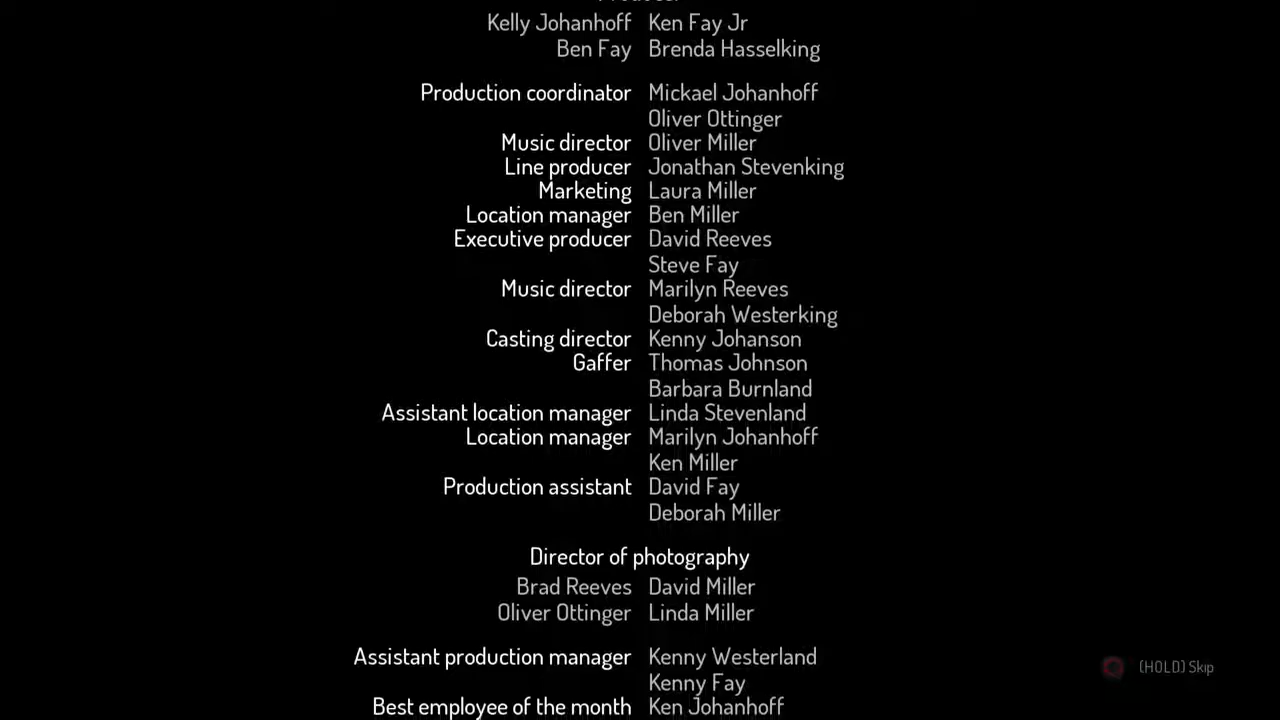 Producer
Kelly Johanhoff Ken Fay Jr
Ben Fay Brenda Hasselking
Production coordinator Mickael Johanhoff
Oliver Ottinger
Music director Oliver Miller
Line producer Jonathan Stevenking
Marketing Laura Miller
Location manager Ben Miller
Executive producer David Reeves
Steve Fay
Music director Marilyn Reeves
Deborah Westerking
Casting director Kenny Johanson
Gaffer Thomas Johnson
Barbara Burnland
Assistant location manager Linda Stevenland
Location manager Marilyn Johanhoff
Ken Miller
Production assistant David Fay
Deborah Miller
Director of photography
Brad Reeves David Miller
Oliver Ottinger Linda Miller
Assistant production manager Kenny Westerland
Kenny Fay
[HOLD] Skip
Best employee of the month Ken Johanhoff